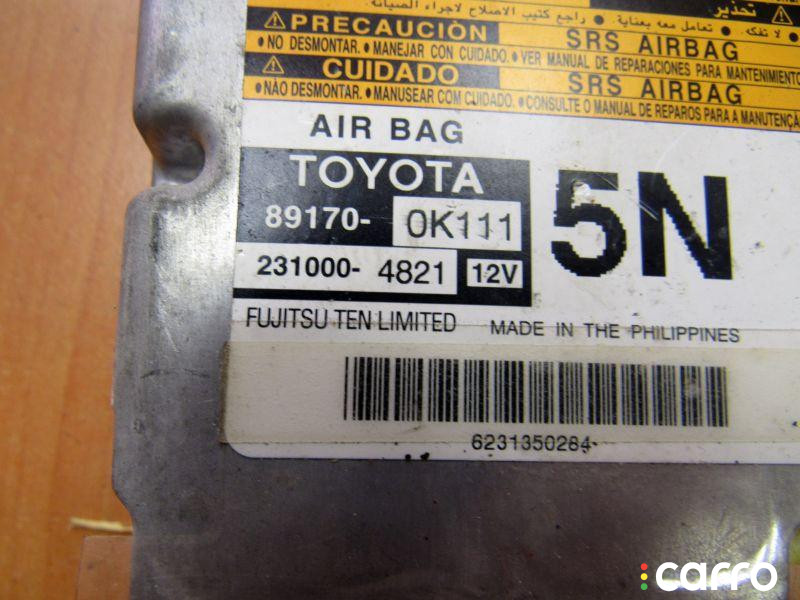 تحذير
لا تفكه. ● تعامل معه بعناية. ● راجع كتيب الاصلاح لاجراء الصيانة.
PRECAUCIÒN SRS AIRBAG
●NO DESMONTAR. ●MANEJAR CON CUIDADO. ●VER MANUAL DE REPARACIONES PARA MANTENIMIENTO
CUIDADO SRS AIRBAG
●NÃO DESMONTAR. ●MANUSEAR COM CUIDADO. ●CONSULTE O MANUAL DE REPAROS PARA A MANUTENÇÃ
AIR BAG
TOYOTA 5N
89170- 0K111
231000- 4821 12V
FUJITSU TEN LIMITED MADE IN THE PHILIPPINES
6231350284
carro